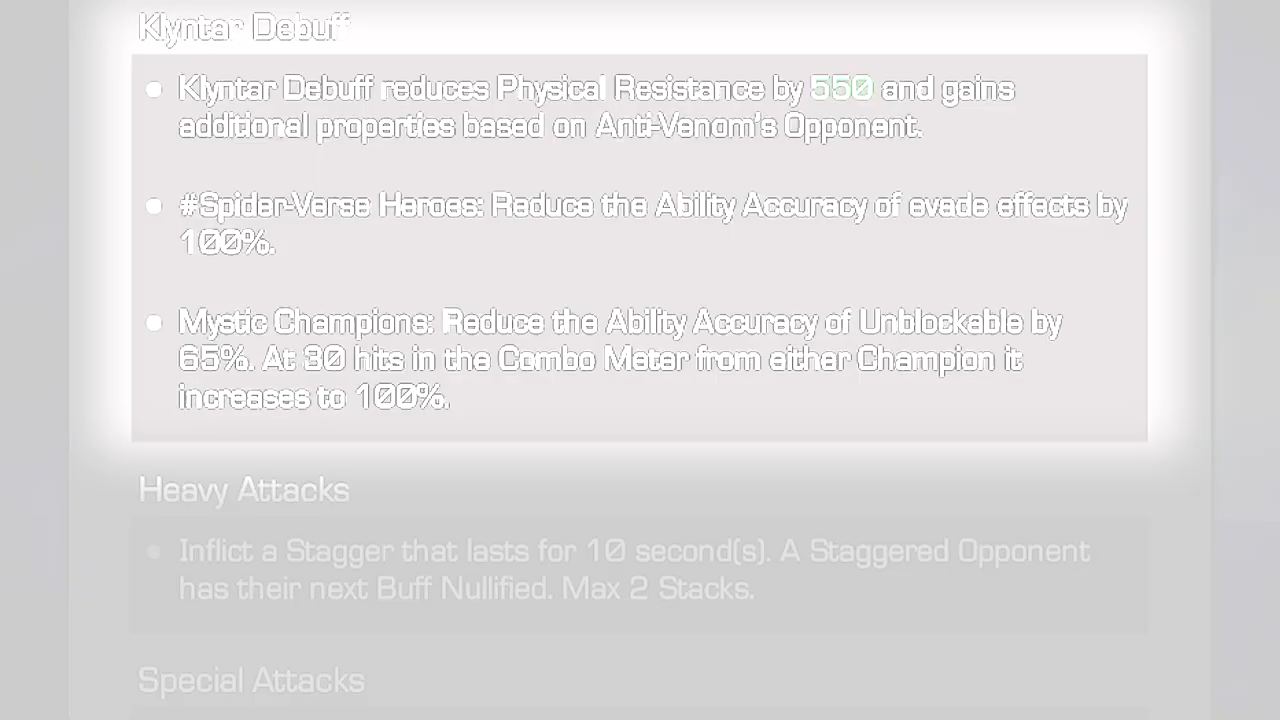 Klyntar Debuff
Klyntar Debuff reduces Physical Resistance by 550 and gains
additional properties based on Anti-Venom's Opponent.
#Spider-Verse Heroes: Reduce the Ability Accuracy of evade effects by
100%.
Mystic Champions: Reduce the Ability Accuracy of Unblockable by
65%. At 30 hits in the Combo Meter from either Champion it
increases to 100%.
Heavy Attacks
Inflict a Stagger that lasts for 10 second(s). A Staggered Opponent
has their next Buff Nullified. Max 2 Stacks.
Special Attacks